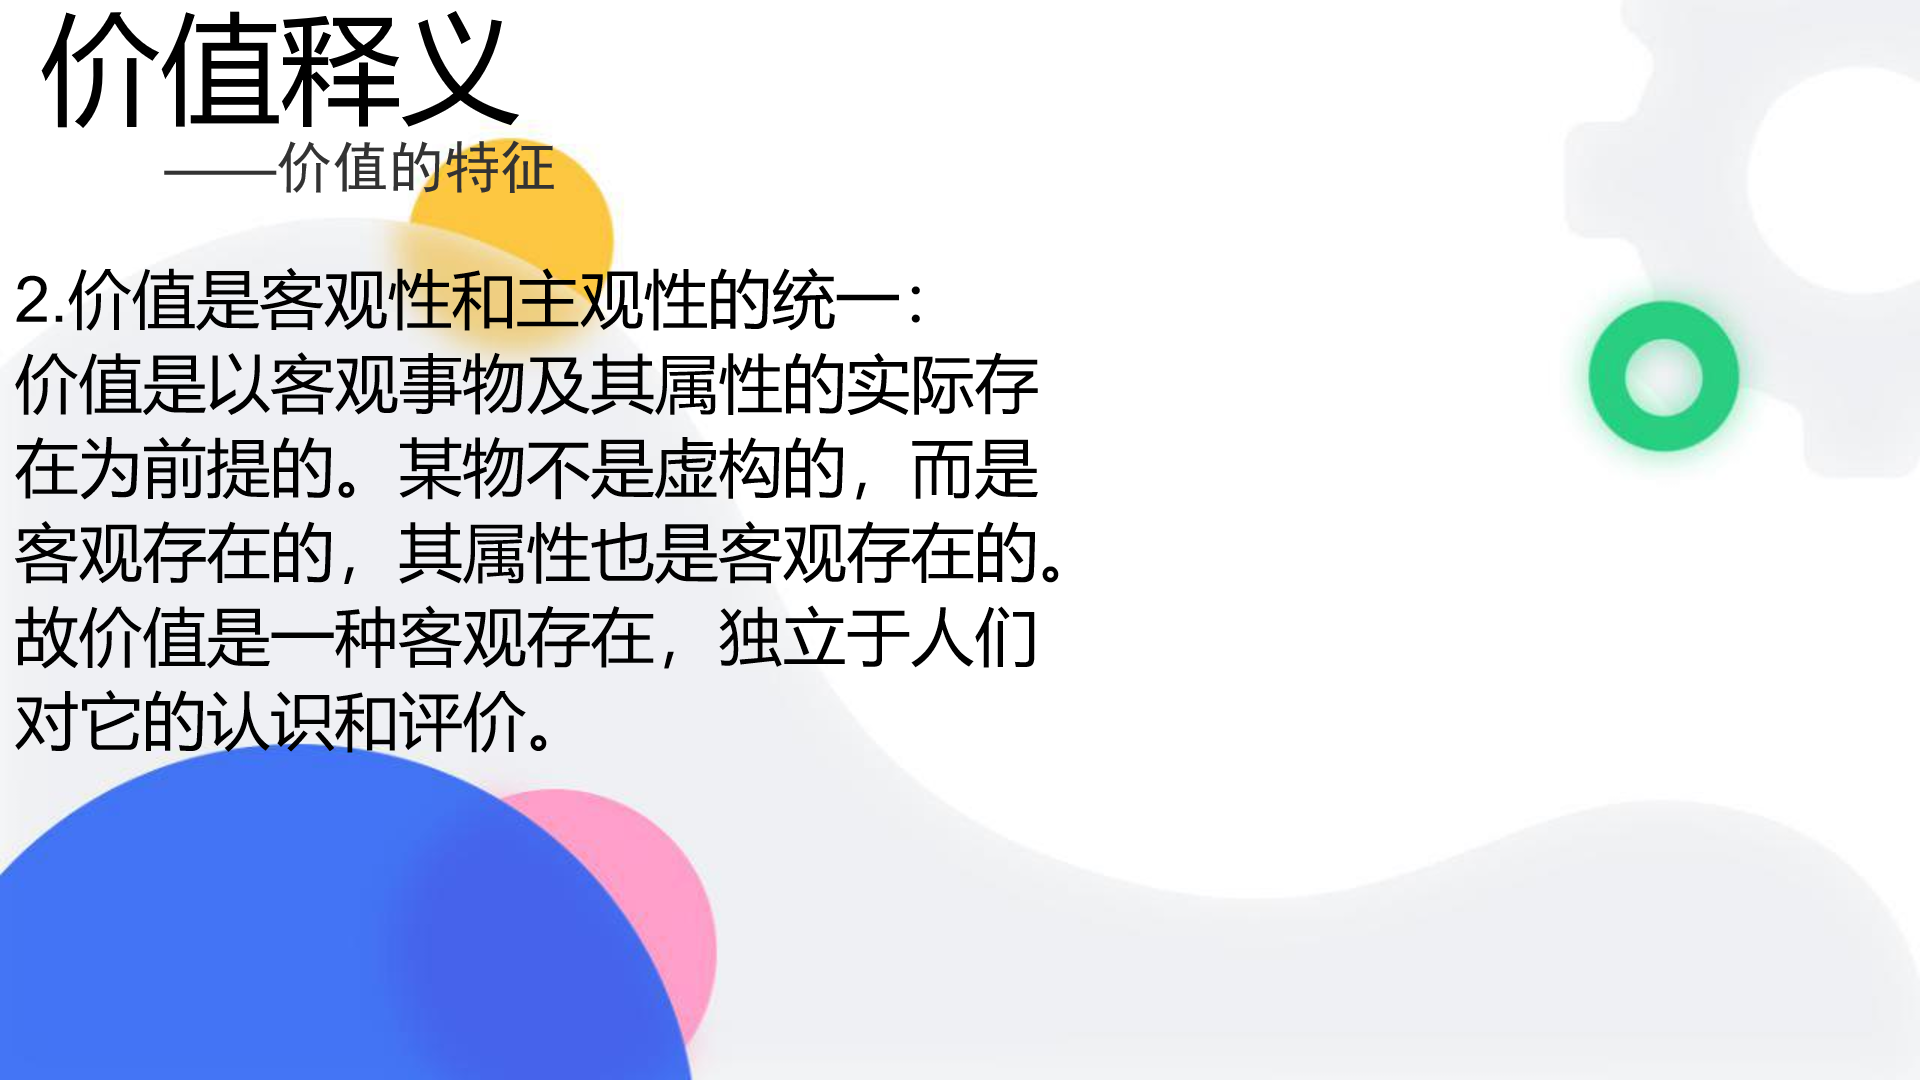 价值释义
——价值的特征
2.价值是客观性和主观性的统一：
价值是以客观事物及其属性的实际存
在为前提的。某物不是虚构的，而是
客观存在的，其属性也是客观存在的。
故价值是一种客观存在，独立于人们
对它的认识和评价。